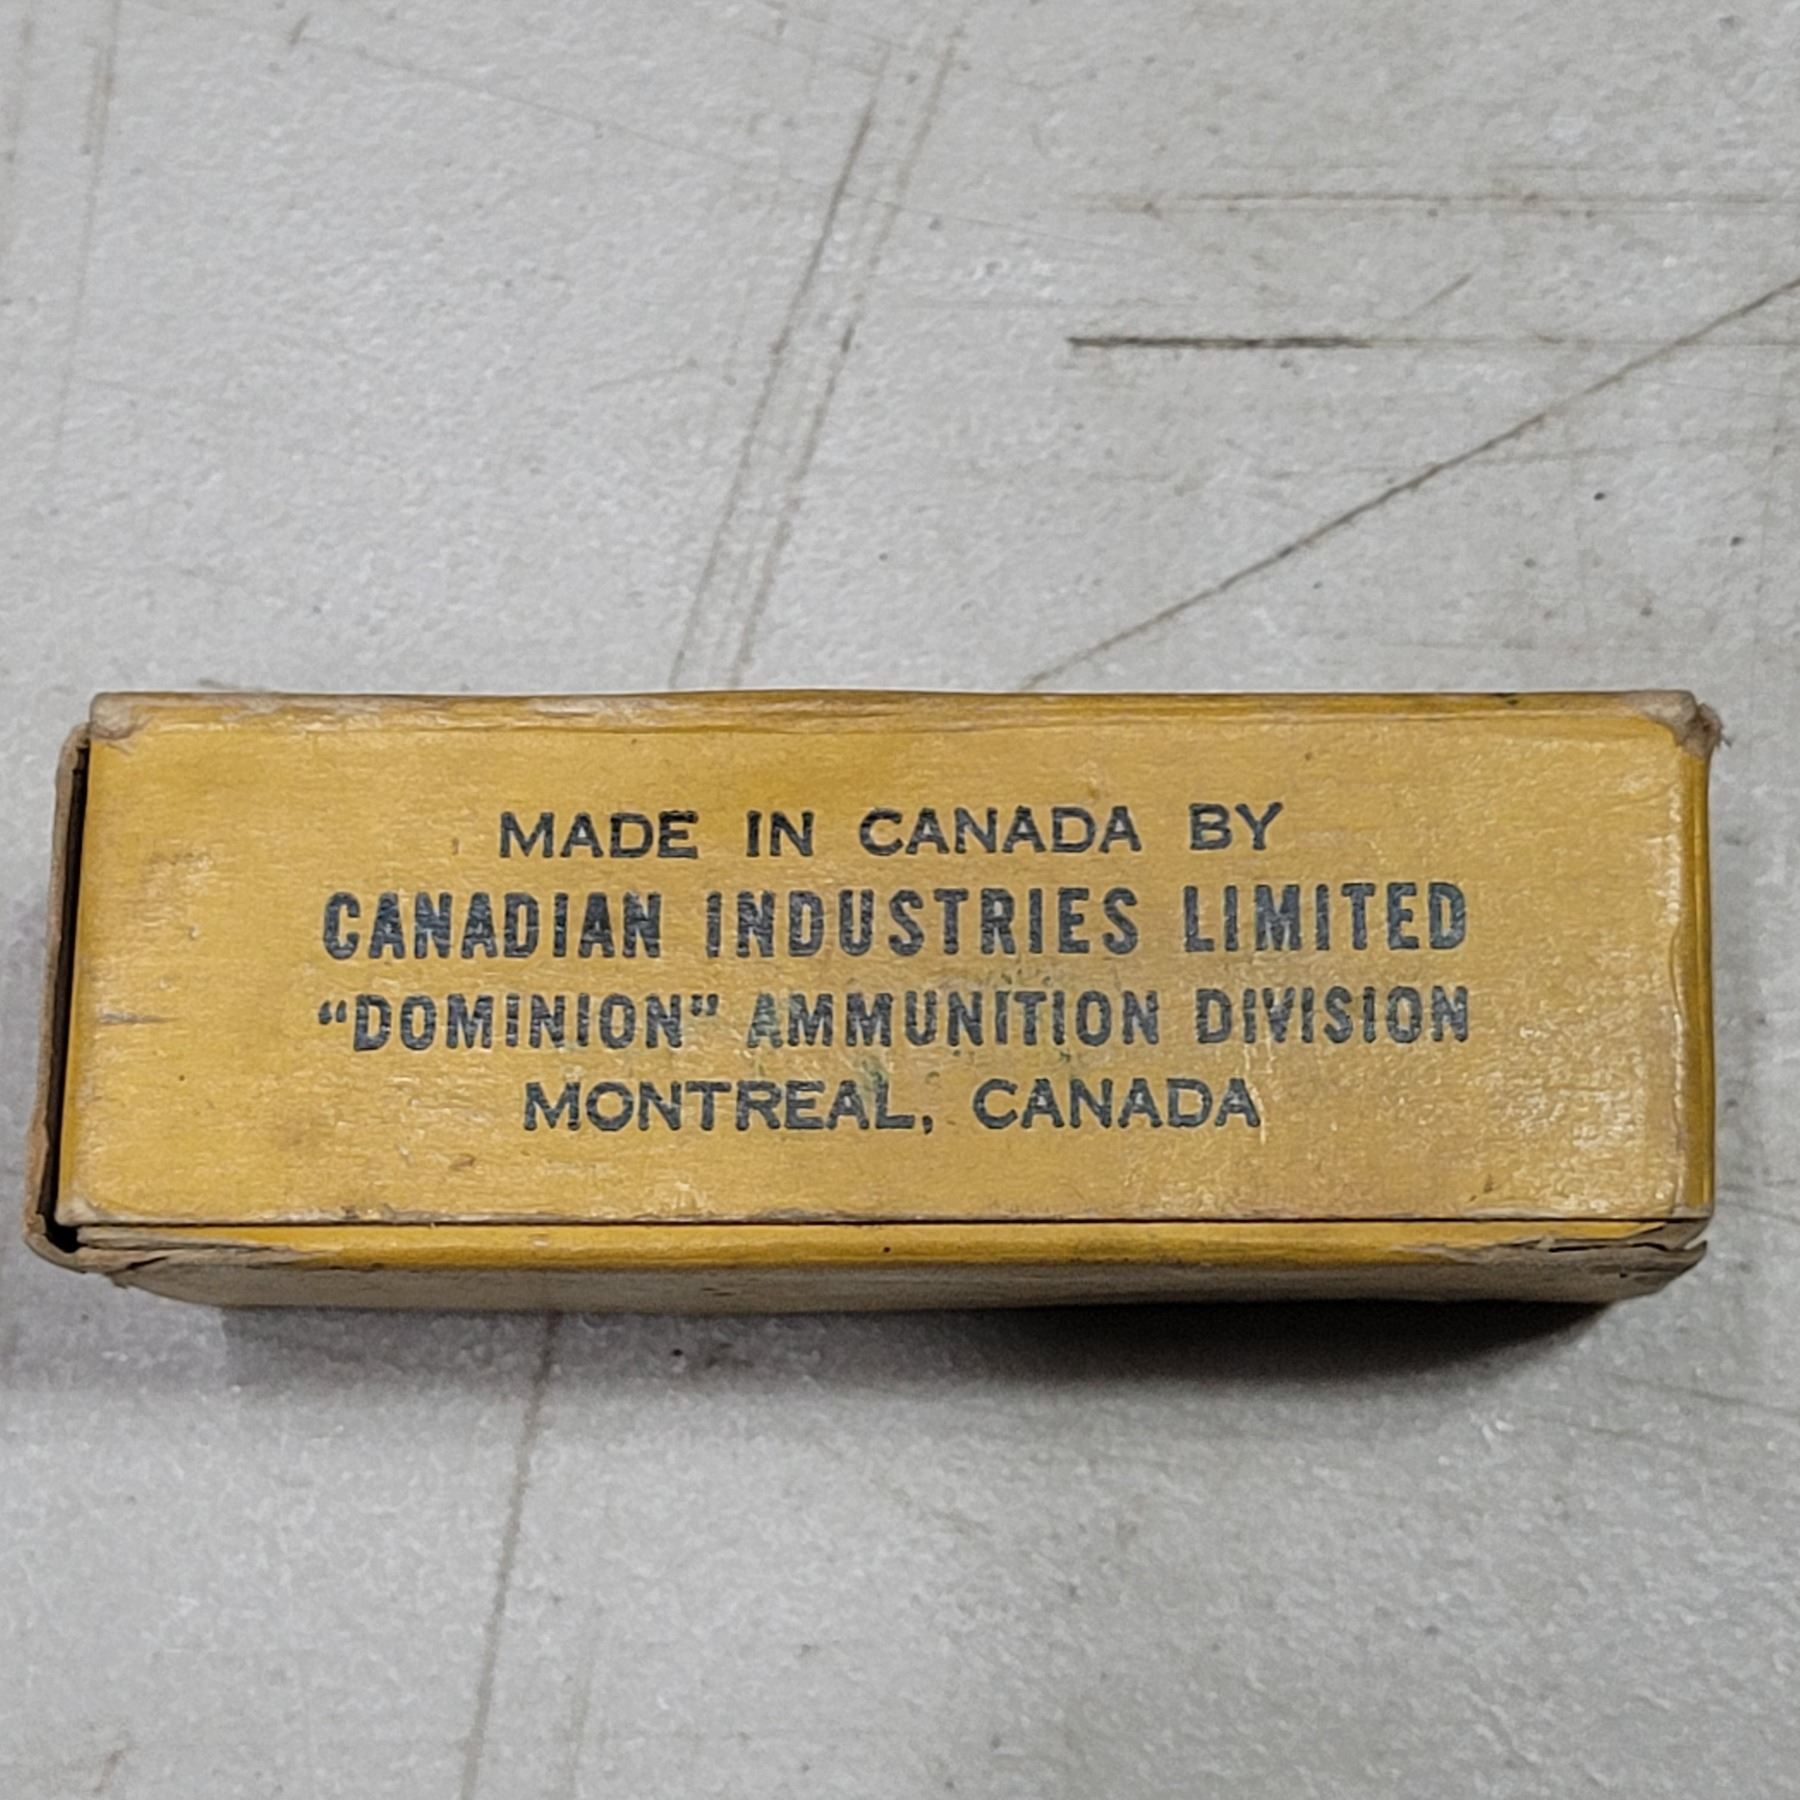 MADE IN CANADA BY
CANADIAN INDUSTRIES LIMITED
“DOMINION” AMMUNITION DIVISION
MONTREAL, CANADA